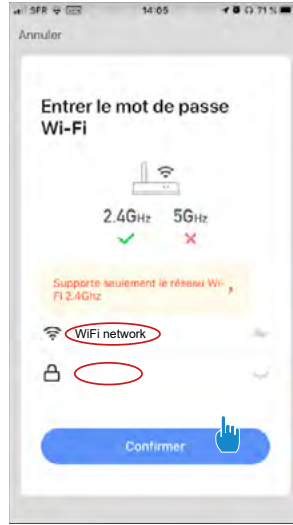 SFR 14:05 71 %
Annuler
Entrer le mot de passe
Wi-Fi
2.4GHz 5GHz
Supporte seulement le réseau Wi-
Fi 2.4Ghz
WiFi network
Confirmer